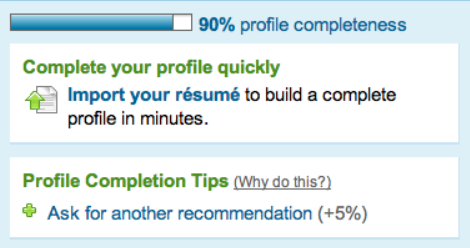 90% profile completeness
Complete your profile quickly
Import your résumé to build a complete
profile in minutes.
Profile Completion Tips (Why do this?)
Ask for another recommendation (+5%)